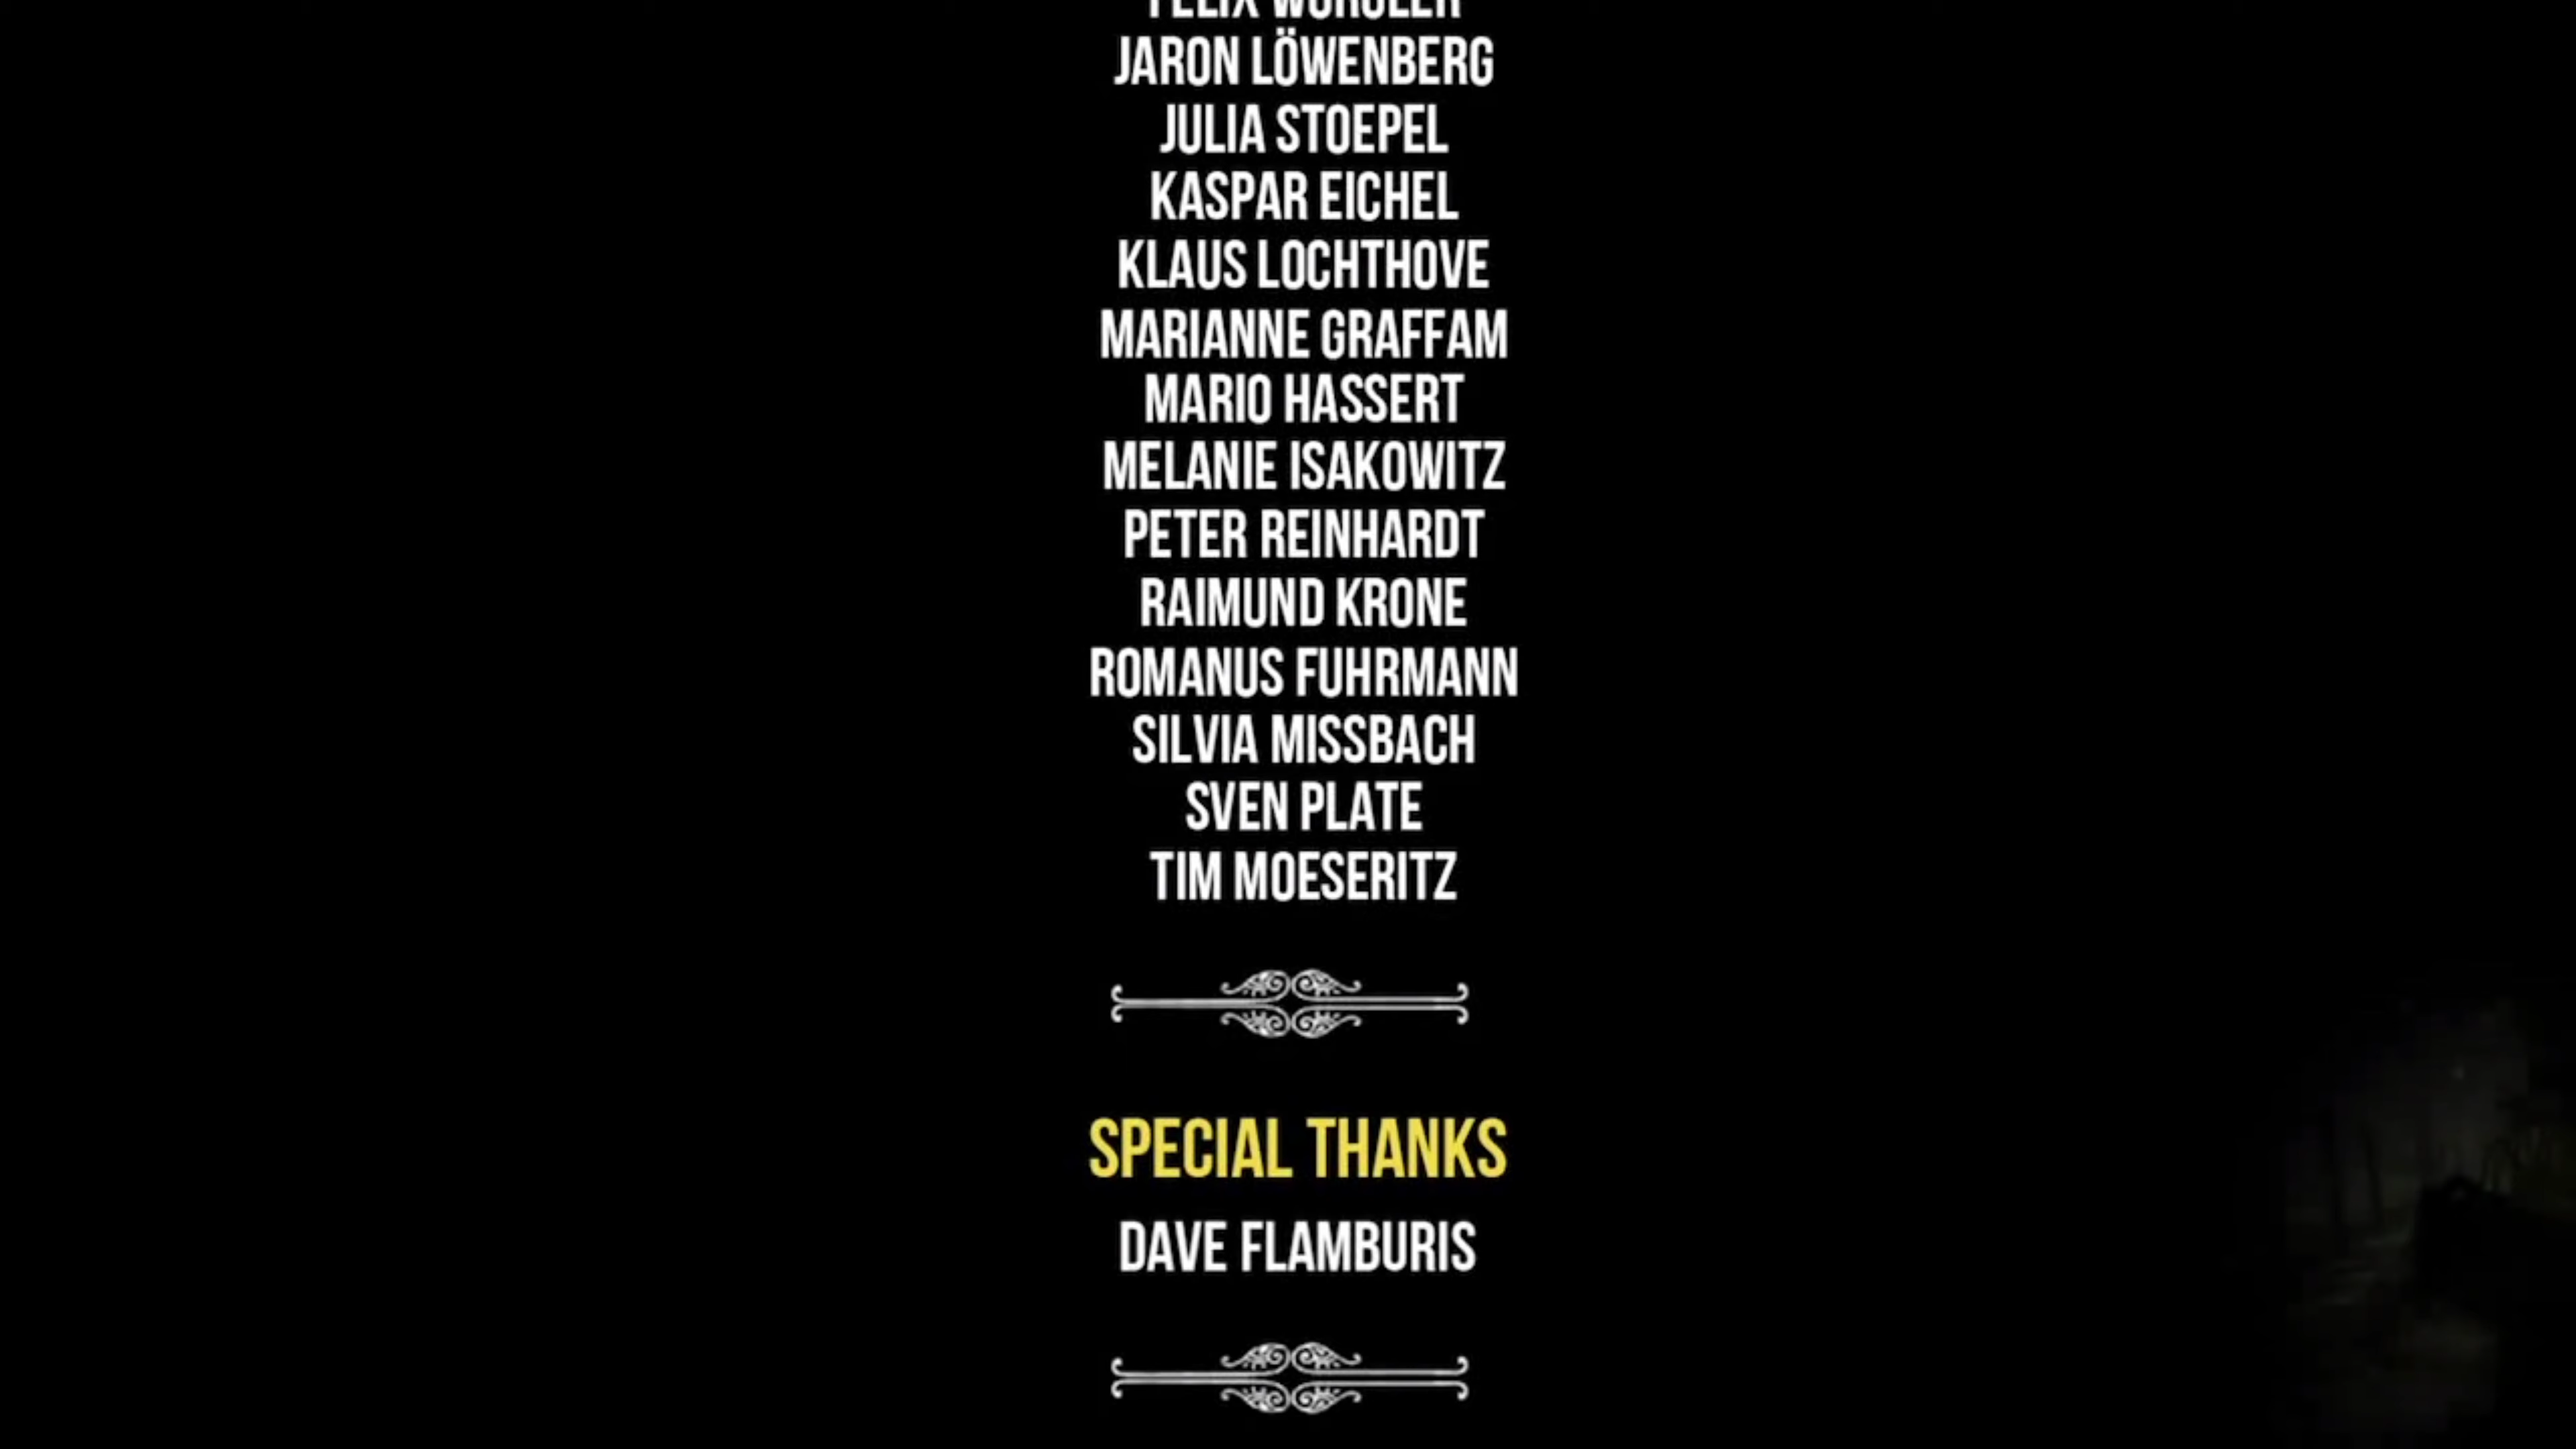 JARON LÖWENBERG
JULIA STOEPEL
KASPAR EICHEL
KLAUS LOCHTHOVE
MARIANNE GRAFFAM
MARIO HASSERT
MELANIE ISAKOWITZ
PETER REINHARDT
RAIMUND KRONE
ROMANUS FUHRMANN
SILVIA MISSBACH
SVEN PLATE
TIM MOESERITZ
SPECIAL THANKS
DAVE FLAMBURIS